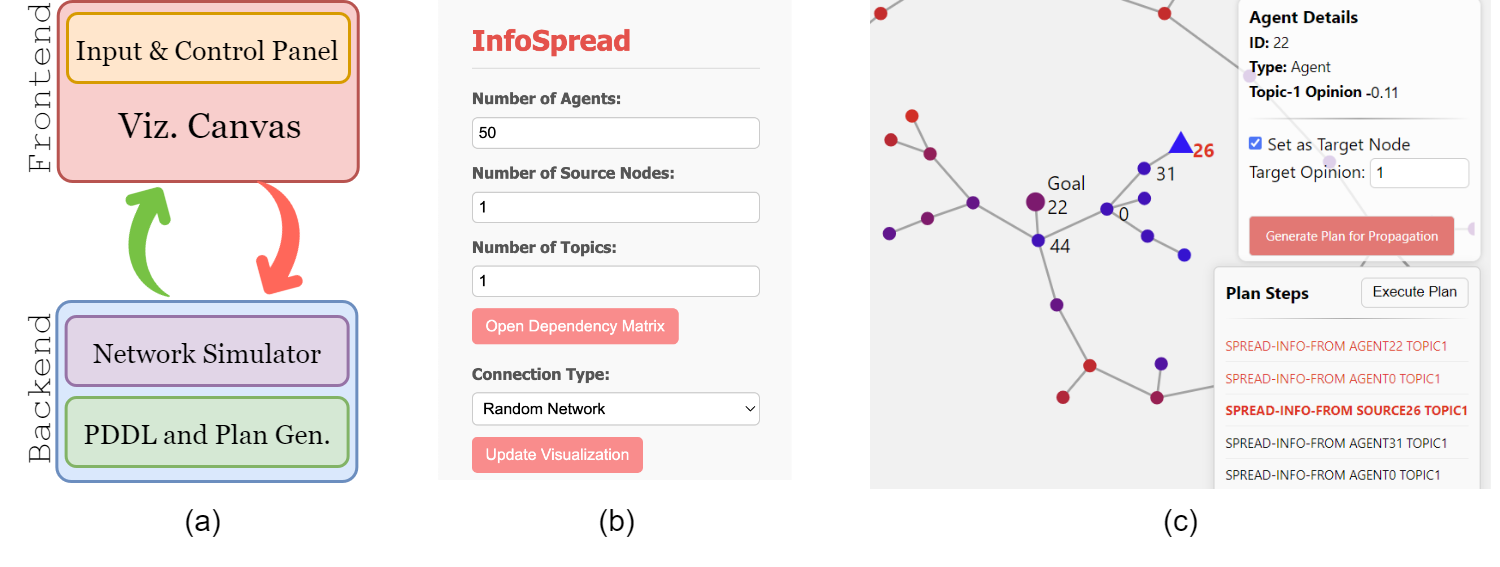 Frontend
Input & Control Panel
Viz. Canvas
Backend
Network Simulator
PDDL and Plan Gen.
(a)
InfoSpread
Number of Agents:
50
Number of Source Nodes:
1
Number of Topics:
1
Open Dependency Matrix
Connection Type:
Random Network
Update Visualization
(b)
Goal
22
44
0
31
26
Agent Details
ID: 22
Type: Agent
Topic-1 Opinion -0.11
Set as Target Node
Target Opinion: 1
Generate Plan for Propagation
Plan Steps
Execute Plan
SPREAD-INFO-FROM AGENT22 TOPIC1
SPREAD-INFO-FROM AGENT0 TOPIC1
SPREAD-INFO-FROM SOURCE26 TOPIC1
SPREAD-INFO-FROM AGENT31 TOPIC1
SPREAD-INFO-FROM AGENT0 TOPIC1
(c)